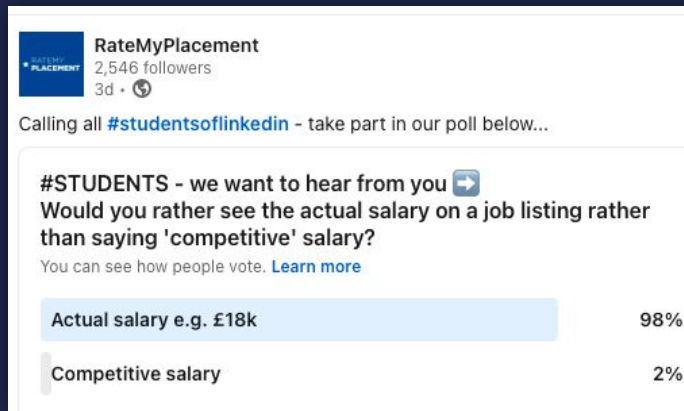 RATEMY
PLACEMENT
RateMyPlacement
2,546 followers
3d •
Calling all #studentsoflinkedin - take part in our poll below...
#STUDENTS - we want to hear from you ➡️
Would you rather see the actual salary on a job listing rather
than saying 'competitive' salary?
You can see how people vote. Learn more
Actual salary e.g. £18k 98%
Competitive salary 2%